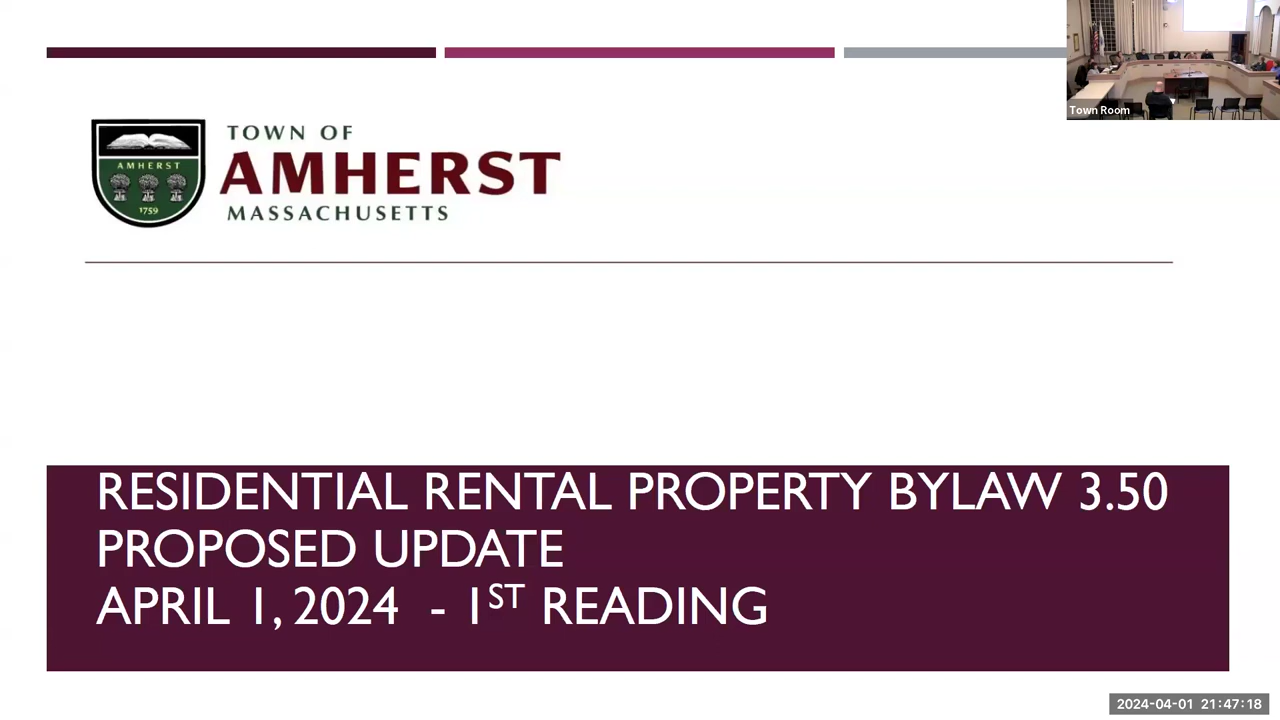 Town Room
TOWN OF
AMHERST
MASSACHUSETTS
AMHERST
1759
RESIDENTIAL RENTAL PROPERTY BYLAW 3.50
PROPOSED UPDATE
APRIL 1, 2024 - 1ST READING
2024-04-01 21:47:18